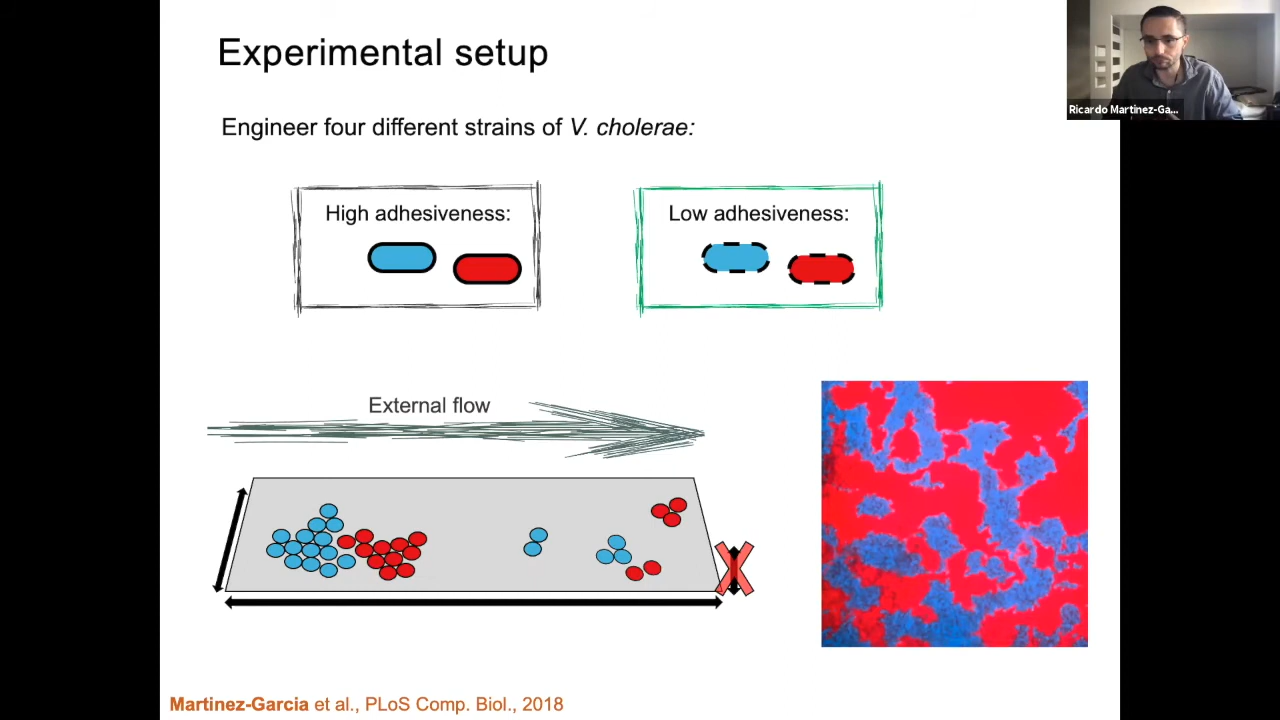 Experimental setup
Ricardo Martinez-Ga...
Engineer four different strains of V. cholerae:
High adhesiveness:
Low adhesiveness:
External flow
Martinez-Garcia et al., PLoS Comp. Biol., 2018